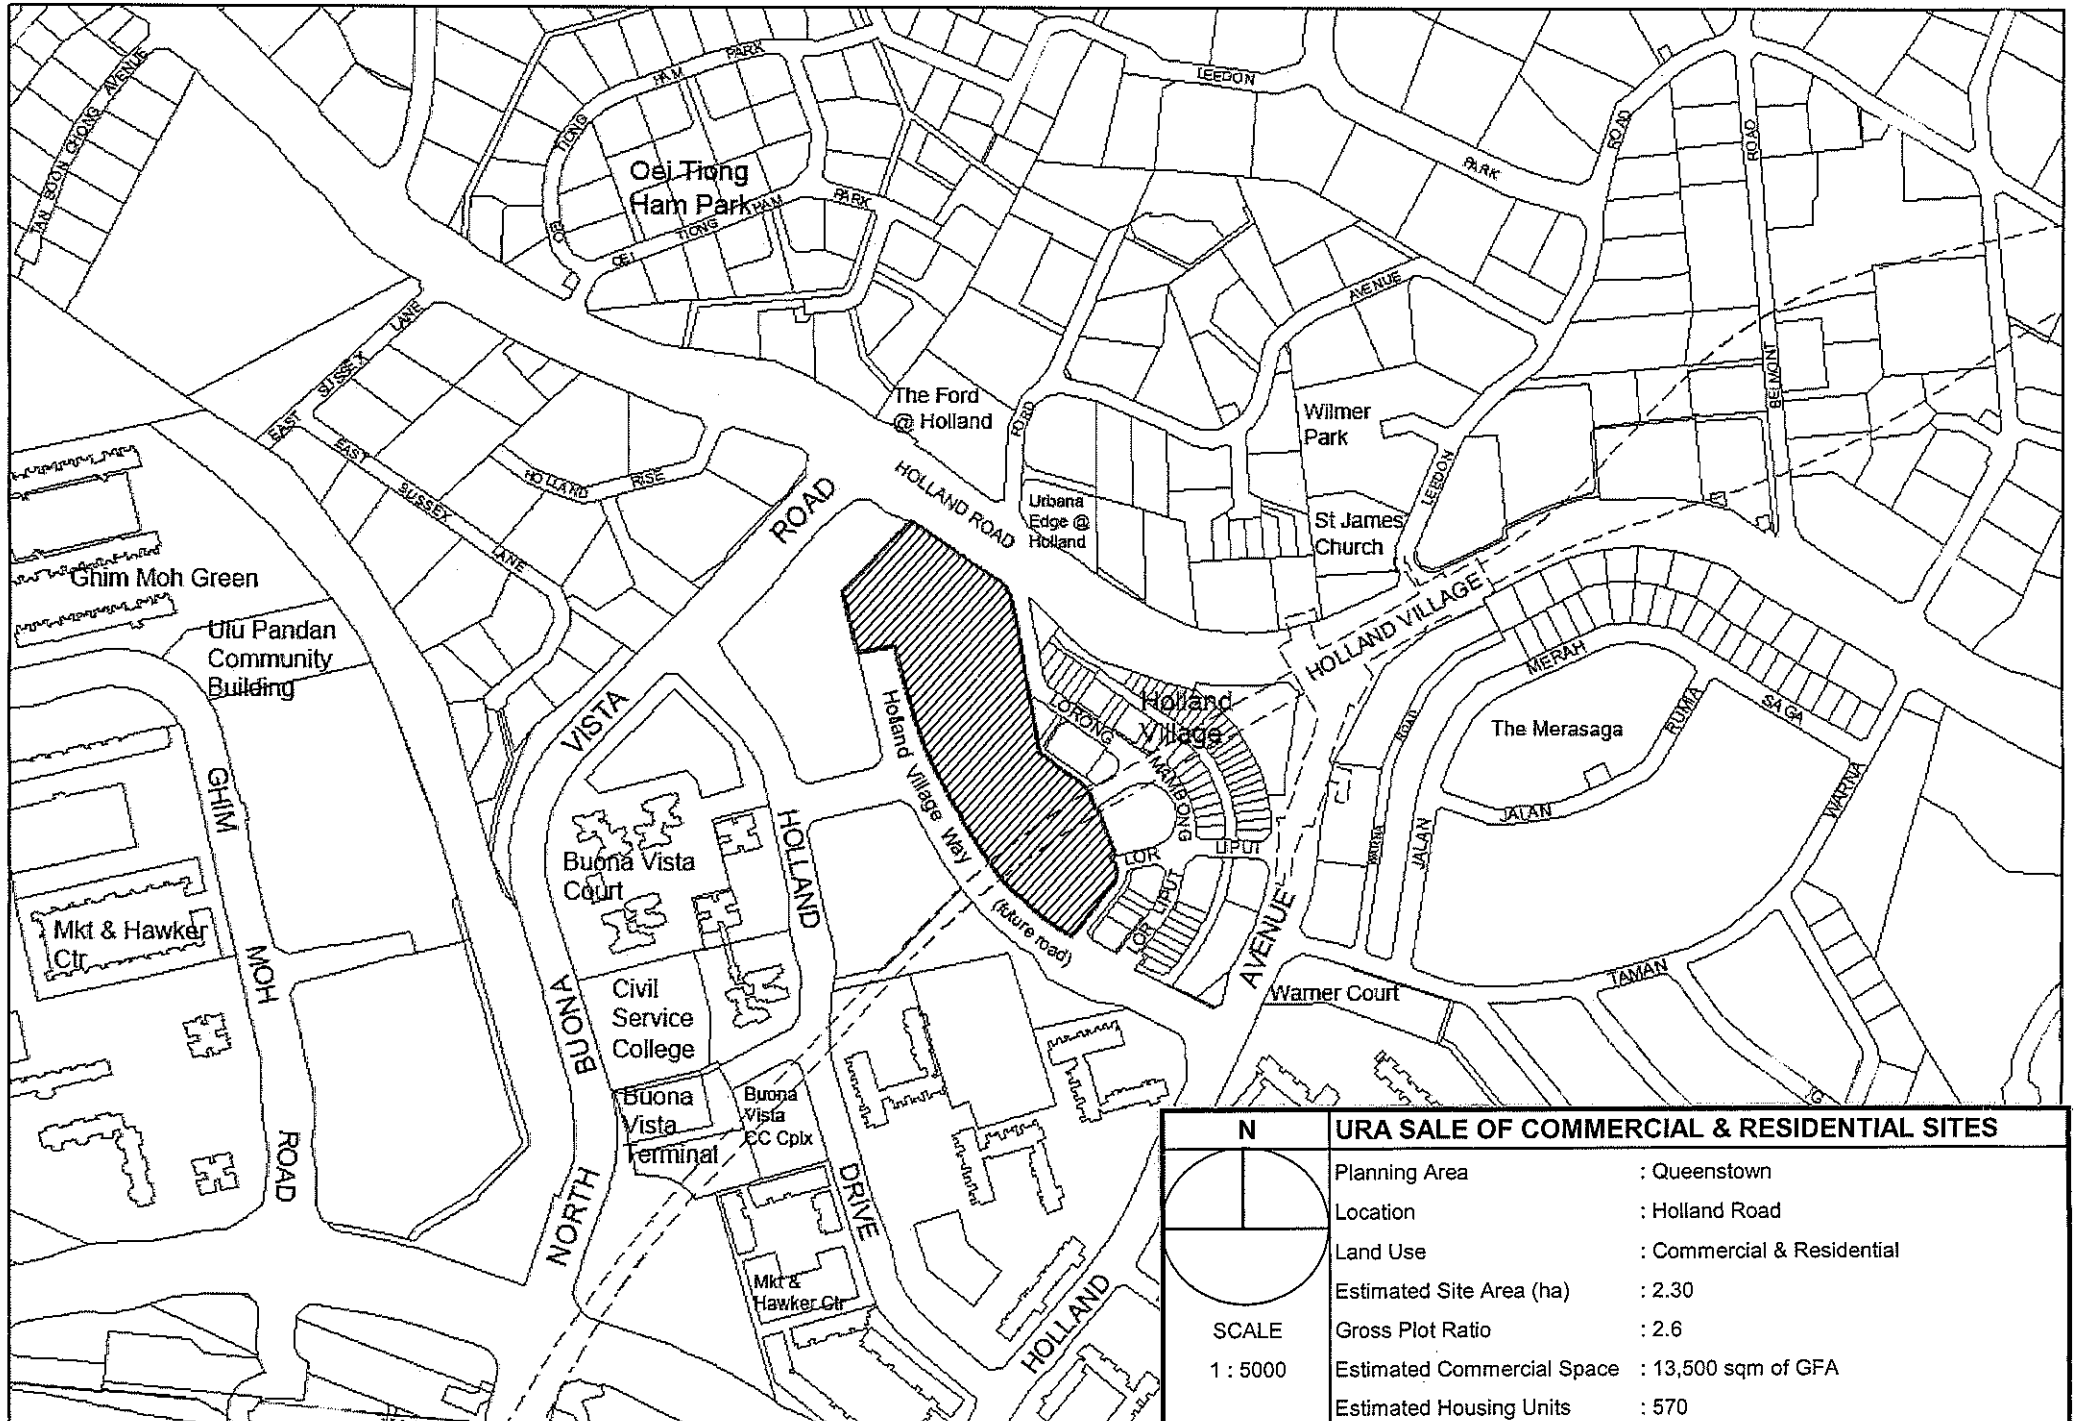 TAN BOON CHONG AVENUE
OEI TIONG HAM PARK
LEEDON PARK
Oei Tiong
Ham Park
OEI TIONG HAM PARK
ROAD
ROAD
AVENUE
EAST SUSSEX LANE
BELMONT
The Ford
@ Holland
ROAD
Wilmer
Park
EAST SUSSEX LANE
HOLLAND RISE
HOLLAND ROAD
LEEDON
ROAD
Urbana
Edge @
Holland
St James
Church
Ghim Moh Green
HOLLAND VILLAGE
Ulu Pandan
Community
Building
MERAH SAGA
VISTA
Holland
Village
LORONG MAMBONG
ROAD
RUMIA
The Merasaga
Holland Village Way (future road)
GHIM
WARNA
JALAN
HOLLAND
Buona Vista
Court
LOR LIPUT
JALAN
LOR LIPUT
Mkt & Hawker
Ctr
MOH
AVENUE
TAMAN
Civil
Service
College
Warner Court
BUONA
Buona
Vista
Terminal
Buona
Vista
CC Cplx
ROAD
DRIVE
NORTH
Mkt &
Hawker Ctr
HOLLAND
N
URA SALE OF COMMERCIAL & RESIDENTIAL SITES
Planning Area : Queenstown
Location : Holland Road
Land Use : Commercial & Residential
Estimated Site Area (ha) : 2.30
SCALE
Gross Plot Ratio : 2.6
1 : 5000
Estimated Commercial Space : 13,500 sqm of GFA
Estimated Housing Units : 570